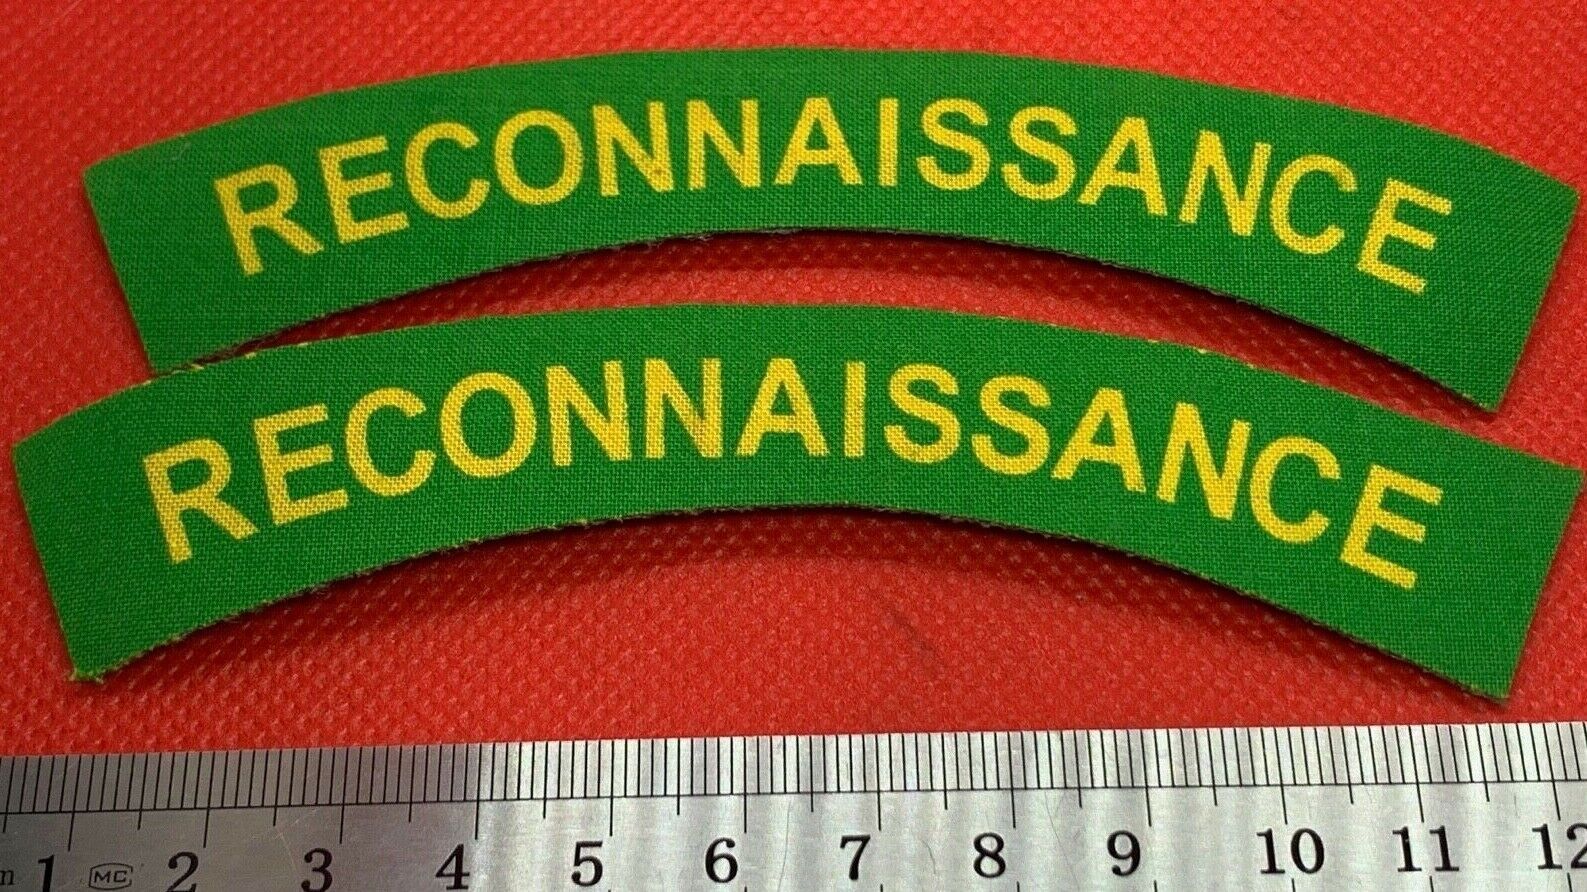 RECONNAISSANCE
RECONNAISSANCE
1 MC 2 3 4 5 6 7 8 9 10 11 12